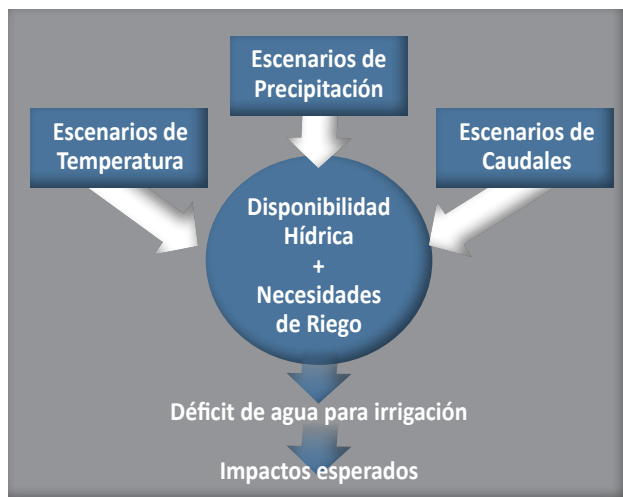 Escenarios de
Precipitación
Escenarios de
Temperatura
Escenarios de
Caudales
Disponibilidad
Hídrica
+
Necesidades
de Riego
Déficit de agua para irrigación
Impactos esperados